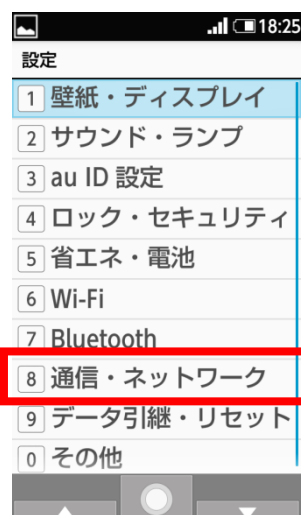 18:25
設定
1 壁紙・ディスプレイ
2 サウンド・ランプ
3 au ID 設定
4 ロック・セキュリティ
5 省エネ・電池
6 Wi-Fi
7 Bluetooth
8 通信・ネットワーク
9 データ引継・リセット
0 その他